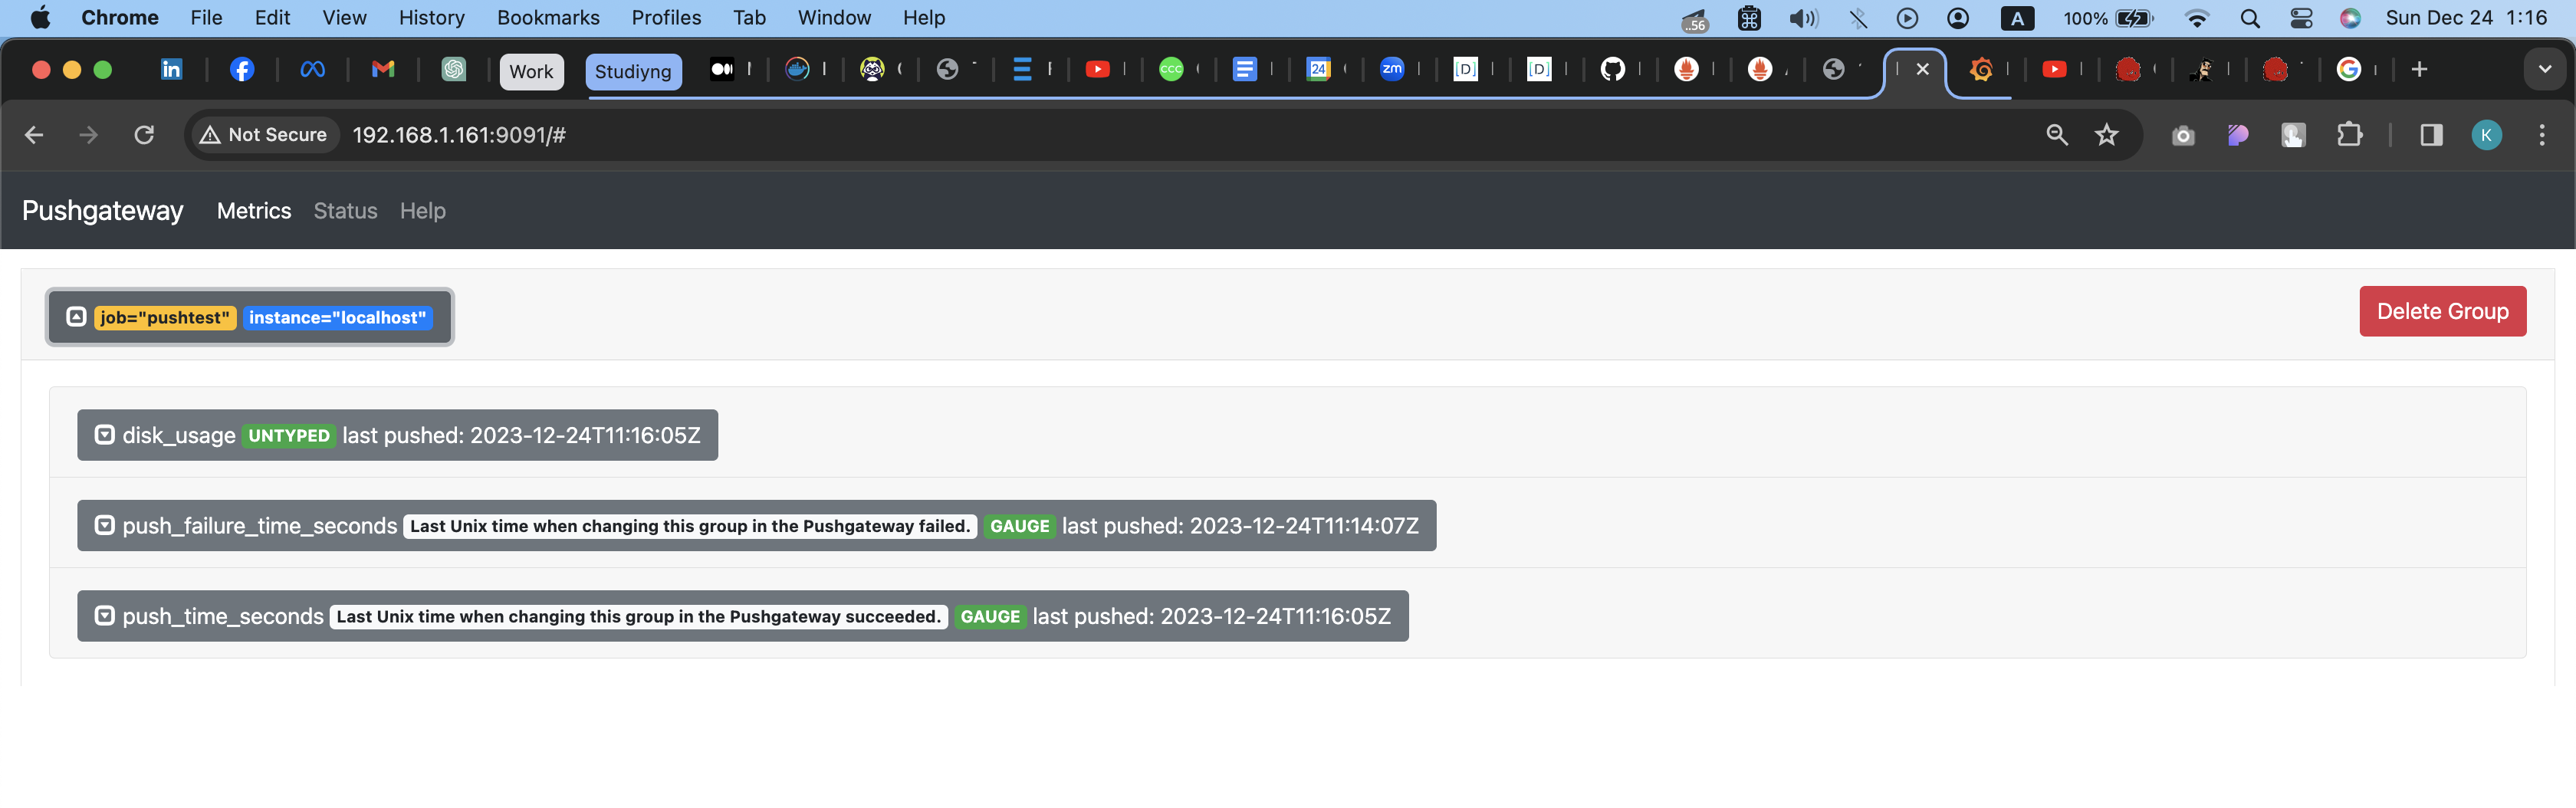 Chrome File Edit View History Bookmarks Profiles Tab Window Help ..56 A 100% Sun Dec 24 1:16
Work Studiyng CCC 24 zm [D] [D]
Not Secure 192.168.1.161:9091/# K
Pushgateway Metrics Status Help
job="pushtest" instance="localhost" Delete Group
disk_usage UNTYPED last pushed: 2023-12-24T11:16:05Z
push_failure_time_seconds Last Unix time when changing this group in the Pushgateway failed. GAUGE last pushed: 2023-12-24T11:14:07Z
push_time_seconds Last Unix time when changing this group in the Pushgateway succeeded. GAUGE last pushed: 2023-12-24T11:16:05Z